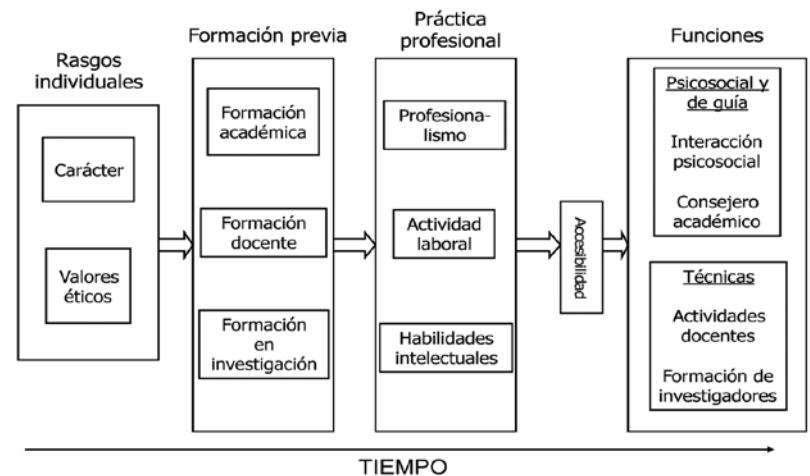 Rasgos
individuales
Carácter
Valores
éticos
Formación previa
Formación
académica
Formación
docente
Formación
en
investigación
Práctica
profesional
Profesiona-
lismo
Actividad
laboral
Habilidades
intelectuales
Accesibilidad
Funciones
Psicosocial y
de guía
Interacción
psicosocial
Consejero
académico
Técnicas
Actividades
docentes
Formación de
investigadores
TIEMPO